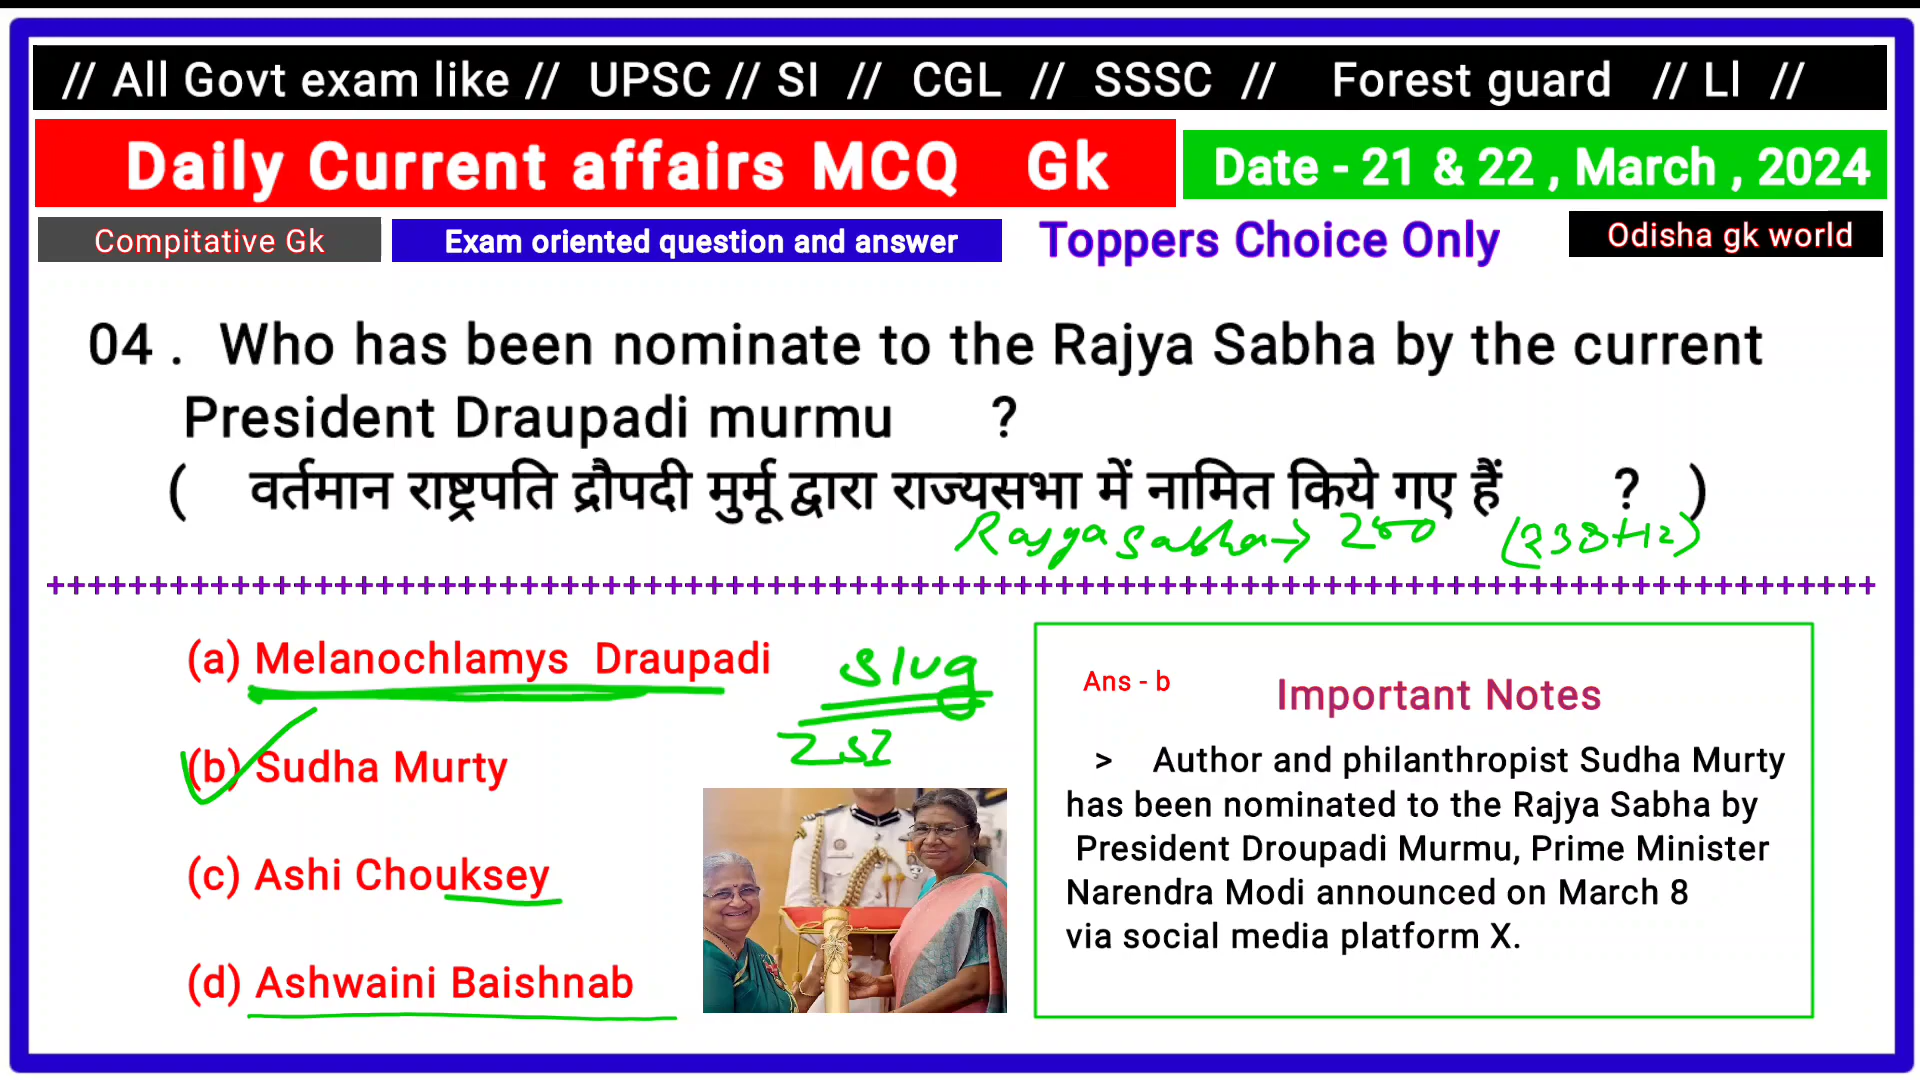 // All Govt exam like // UPSC // SI // CGL // SSSC // Forest guard // Ll //
Daily Current affairs MCQ Gk
Date - 21 & 22 , March , 2024
Compitative Gk
Exam oriented question and answer
Toppers Choice Only
Odisha gk world
04 . Who has been nominate to the Rajya Sabha by the current
President Draupadi murmu ?
( वर्तमान राष्ट्रपति द्रौपदी मुर्मू द्वारा राज्यसभा में नामित किये गए हैं ? )
Rajya Sabha → 250 (238+12)
++++++++++++++++++++++++++++++++++++++++++++++++++++++++++++++++++++++++++++++++++++++
(a) Melanochlamys Draupadi
Slug
ZSI
(b) Sudha Murty
(c) Ashi Chouksey
(d) Ashwaini Baishnab
Ans - b
Important Notes
> Author and philanthropist Sudha Murty
has been nominated to the Rajya Sabha by
President Droupadi Murmu, Prime Minister
Narendra Modi announced on March 8
via social media platform X.